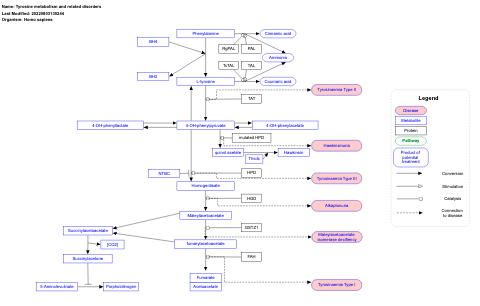 Name: Tyrosine metabolism and related disorders
Last Modified: 20220803135244
Organism: Homo sapiens
Phenylalanine
Cinnamic acid
BH4
RgPAL
PAL
Ammonia
TcTAL
TAL
BH2
L-tyrosine
Coumaric acid
Tyrosinaemia Type II
TAT
4-OH-phenyllactate
4-OH-phenylpyruvate
4-OH-phenylacetate
mutated HPD
Hawkinsinuria
quinol acetate
Hawkinsin
Thiols
NTBC
HPD
Tyrosinaemia Type III
Homogentisate
HGD
Alkaptonuria
Maleylacetoacetate
GSTZ1
Succinylacetoacetate
Maleylacetoacetate
isomerase deficiency
[CO2]
fumarylacetoacetate
Succinylacetone
FAH
Fumarate
Acetoacetate
5-Aminolevulinate
Porphobilinogen
Tyrosinaemia Type I
Legend
Disease
Metabolite
Protein
Pathway
Product of
potential
treatment
Conversion
Stimulation
Catalysis
Connection
to disease